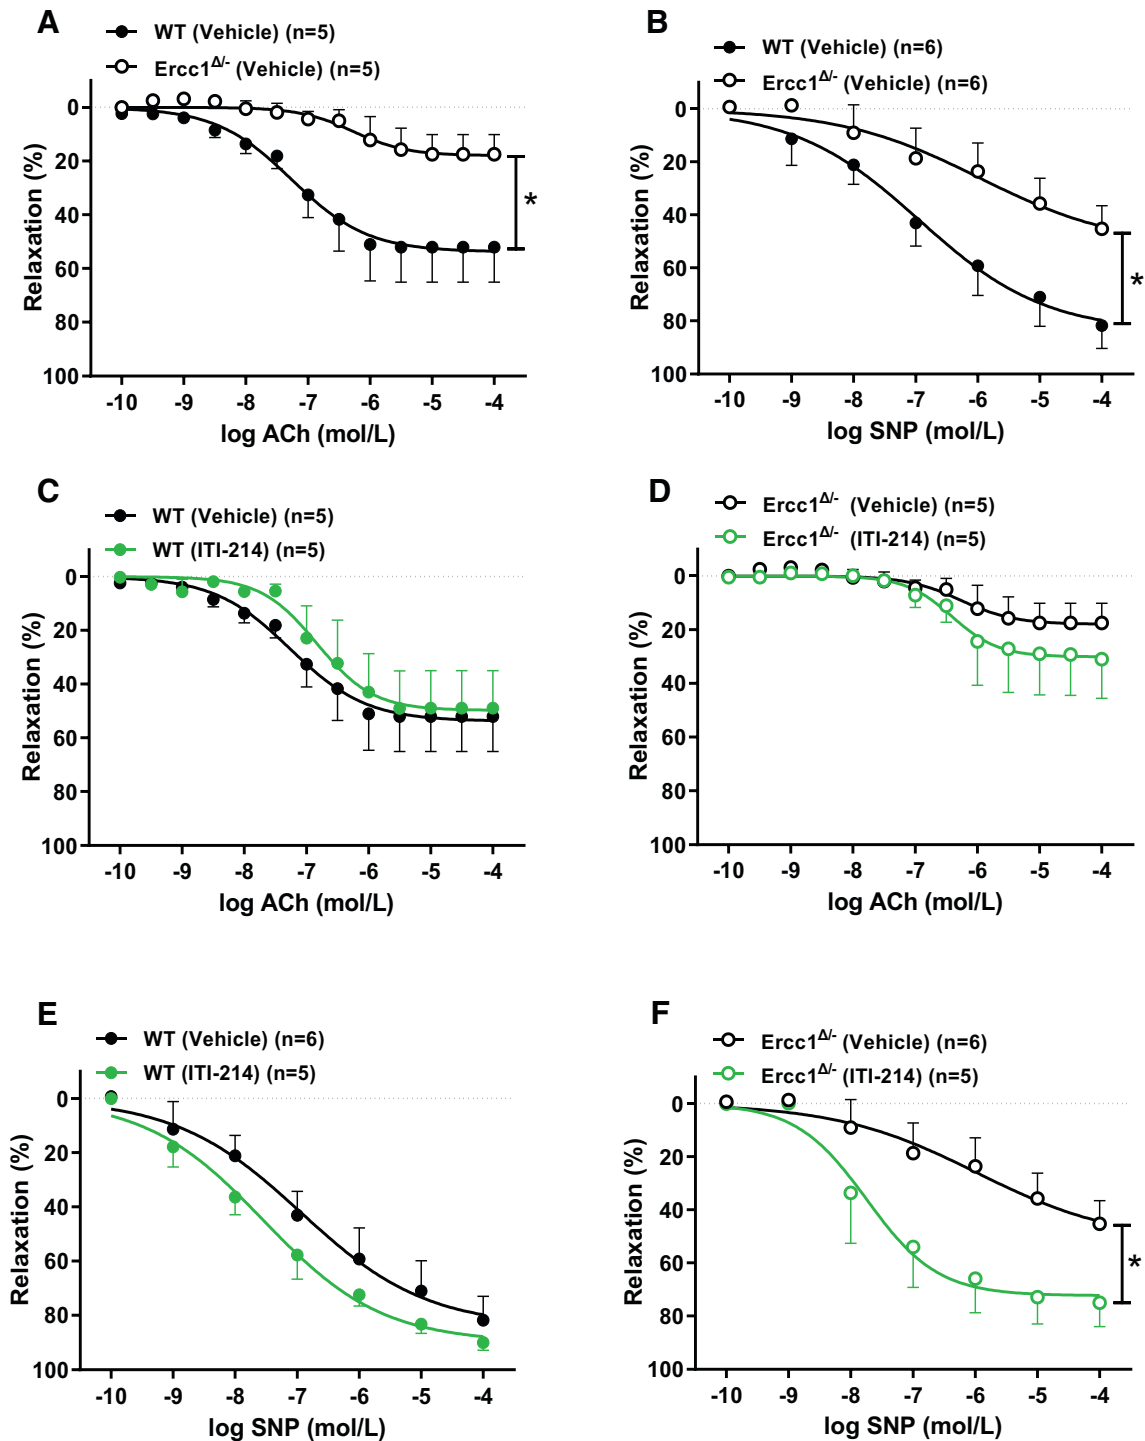 A
WT (Vehicle) (n=5)
Ercc1Δ/- (Vehicle) (n=5)
0
20
40
60
80
100
Relaxation (%)
*
-10 -9 -8 -7 -6 -5 -4
log ACh (mol/L)
B
WT (Vehicle) (n=6)
Ercc1Δ/- (Vehicle) (n=6)
0
20
40
60
80
100
Relaxation (%)
*
-10 -9 -8 -7 -6 -5 -4
log SNP (mol/L)
C
WT (Vehicle) (n=5)
WT (ITI-214) (n=5)
0
20
40
60
80
100
Relaxation (%)
-10 -9 -8 -7 -6 -5 -4
log ACh (mol/L)
D
Ercc1Δ/- (Vehicle) (n=5)
Ercc1Δ/- (ITI-214) (n=5)
0
20
40
60
80
100
Relaxation (%)
-10 -9 -8 -7 -6 -5 -4
log ACh (mol/L)
E
WT (Vehicle) (n=6)
WT (ITI-214) (n=5)
0
20
40
60
80
100
Relaxation (%)
-10 -9 -8 -7 -6 -5 -4
log SNP (mol/L)
F
Ercc1Δ/- (Vehicle) (n=6)
Ercc1Δ/- (ITI-214) (n=5)
0
20
40
60
80
100
Relaxation (%)
*
-10 -9 -8 -7 -6 -5 -4
log SNP (mol/L)